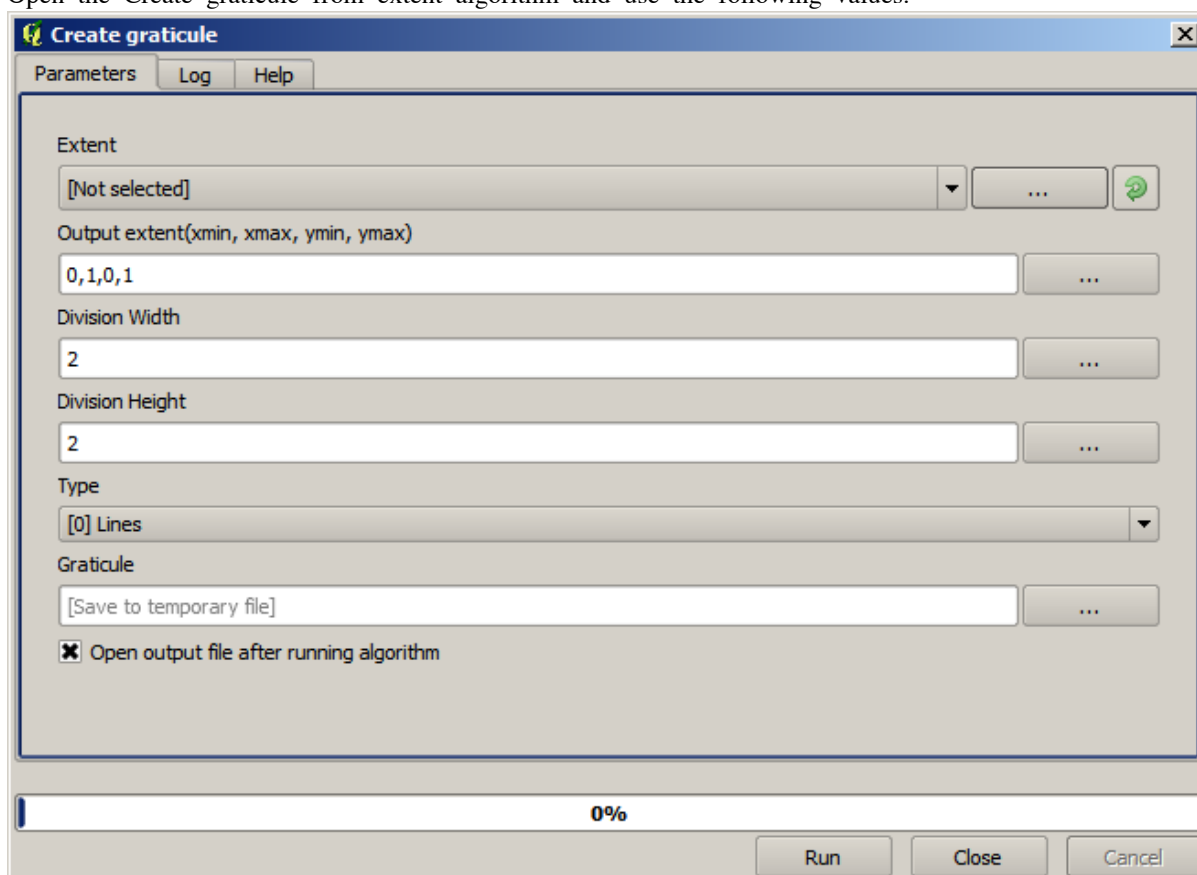 Open the Create graticule from extent algorithm and use the following values.
Create graticule
Parameters Log Help
Extent
[Not selected] ...
Output extent(xmin, xmax, ymin, ymax)
0,1,0,1 ...
Division Width
2 ...
Division Height
2 ...
Type
[0] Lines
Graticule
[Save to temporary file] ...
Open output file after running algorithm
0%
Run Close Cancel